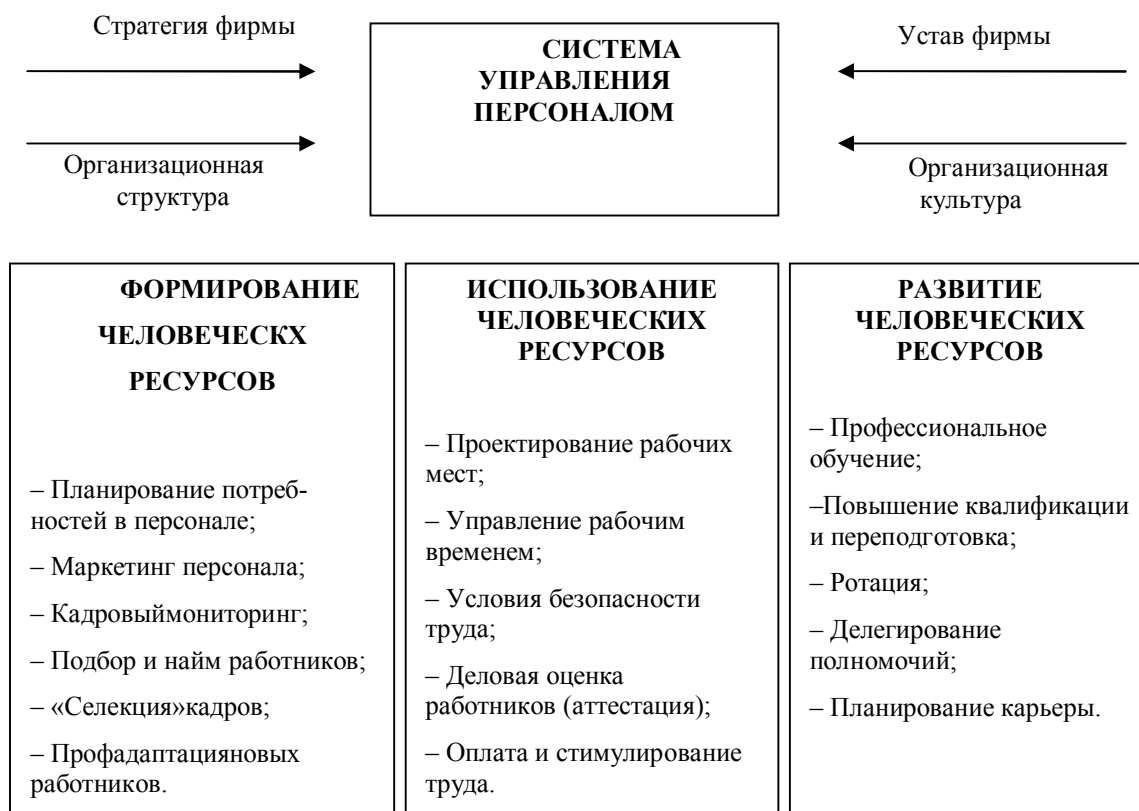 Стратегия фирмы
Организационная
структура
СИСТЕМА
УПРАВЛЕНИЯ
ПЕРСОНАЛОМ
Устав фирмы
Организационная
культура
ФОРМИРОВАНИЕ
ЧЕЛОВЕЧЕСКХ
РЕСУРСОВ
– Планирование потреб-
ностей в персонале;
– Маркетинг персонала;
– Кадровыймониторинг;
– Подбор и найм работников;
– «Селекция»кадров;
– Профадаптацияновых
работников.
ИСПОЛЬЗОВАНИЕ
ЧЕЛОВЕЧЕСКИХ
РЕСУРСОВ
– Проектирование рабочих
мест;
– Управление рабочим
временем;
– Условия безопасности
труда;
– Деловая оценка
работников (аттестация);
– Оплата и стимулирование
труда.
РАЗВИТИЕ
ЧЕЛОВЕЧЕСКИХ
РЕСУРСОВ
– Профессиональное
обучение;
–Повышение квалификации
и переподготовка;
– Ротация;
– Делегирование
полномочий;
– Планирование карьеры.